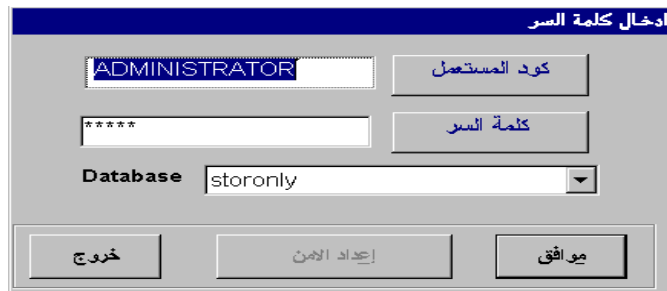 ادخال كلمة السر
كود المستعمل ADMINISTRATOR
كلمة السر *****
Database storonly
موافق إعداد الامن خروج